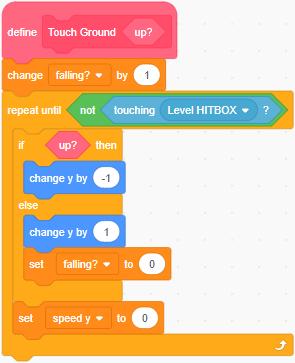 define Touch Ground up?
change falling? by 1
repeat until not touching Level HITBOX ?
if up? then
change y by -1
else
change y by 1
set falling? to 0
set speed y to 0